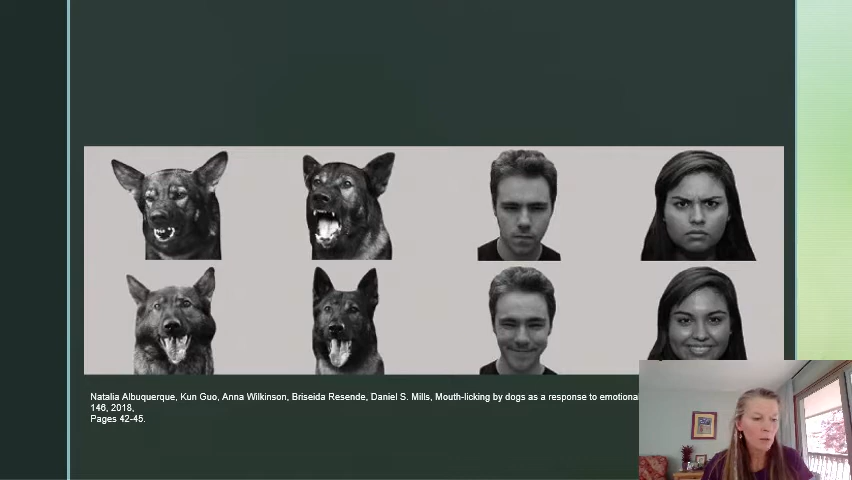 Natalia Albuquerque, Kun Guo, Anna Wilkinson, Briseida Resende, Daniel S. Mills, Mouth-licking by dogs as a response to emotional
146, 2018,
Pages 42-45.